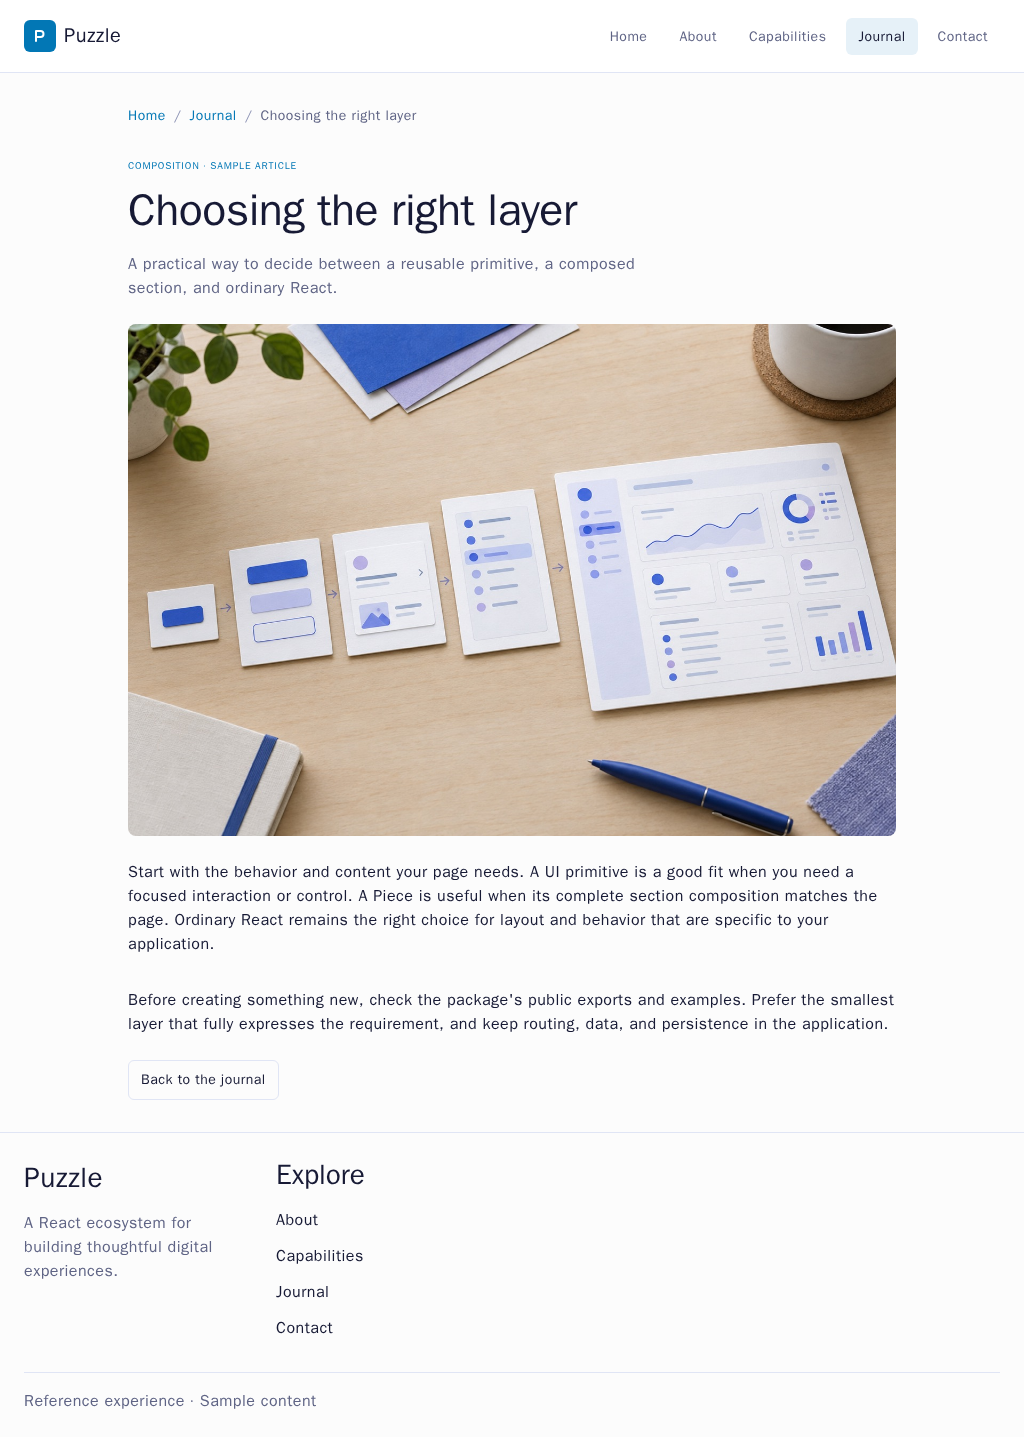 P Puzzle
Home About Capabilities Journal Contact
Home / Journal / Choosing the right layer
COMPOSITION · SAMPLE ARTICLE
Choosing the right layer
A practical way to decide between a reusable primitive, a composed
section, and ordinary React.
Start with the behavior and content your page needs. A UI primitive is a good fit when you need a
focused interaction or control. A Piece is useful when its complete section composition matches the
page. Ordinary React remains the right choice for layout and behavior that are specific to your
application.
Before creating something new, check the package's public exports and examples. Prefer the smallest
layer that fully expresses the requirement, and keep routing, data, and persistence in the application.
Back to the journal
Puzzle
A React ecosystem for
building thoughtful digital
experiences.
Explore
About
Capabilities
Journal
Contact
Reference experience · Sample content